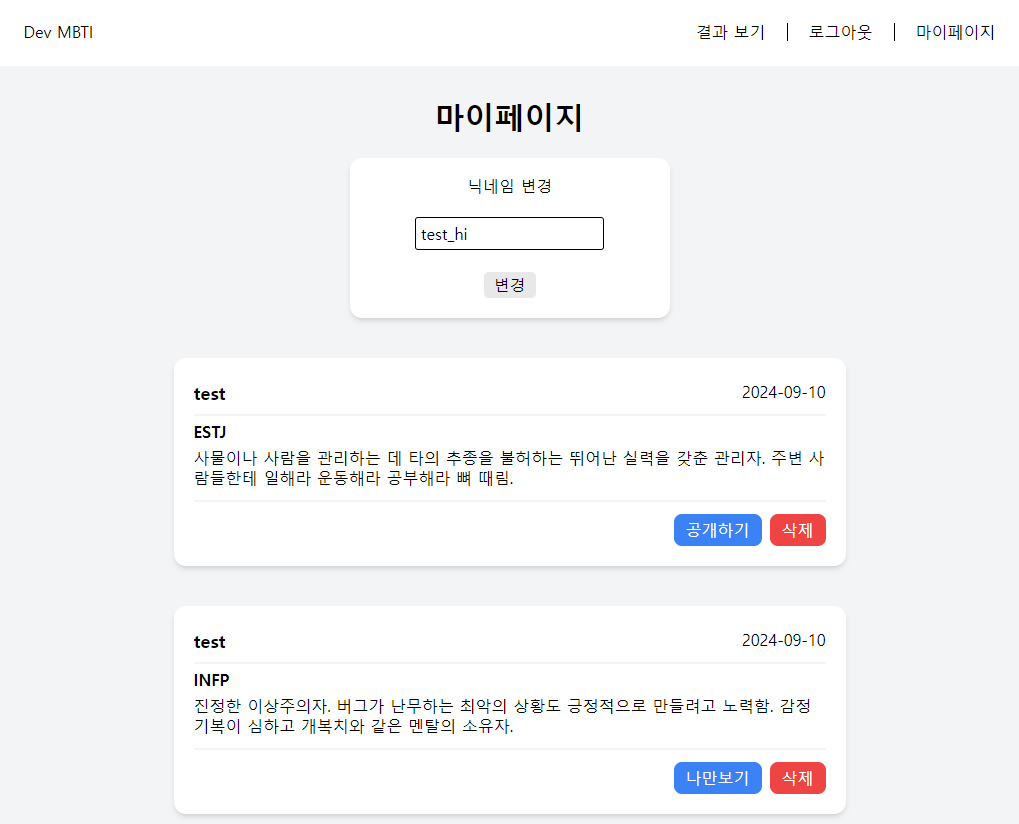 Dev MBTI
결과 보기 | 로그아웃 | 마이페이지
마이페이지
닉네임 변경
test_hi
변경
test
2024-09-10
ESTJ
사물이나 사람을 관리하는 데 타의 추종을 불허하는 뛰어난 실력을 갖춘 관리자. 주변 사
람들한테 일해라 운동해라 공부해라 뼈 때림.
공개하기
삭제
test
2024-09-10
INFP
진정한 이상주의자. 버그가 난무하는 최악의 상황도 긍정적으로 만들려고 노력함. 감정
기복이 심하고 개복치와 같은 멘탈의 소유자.
나만보기
삭제